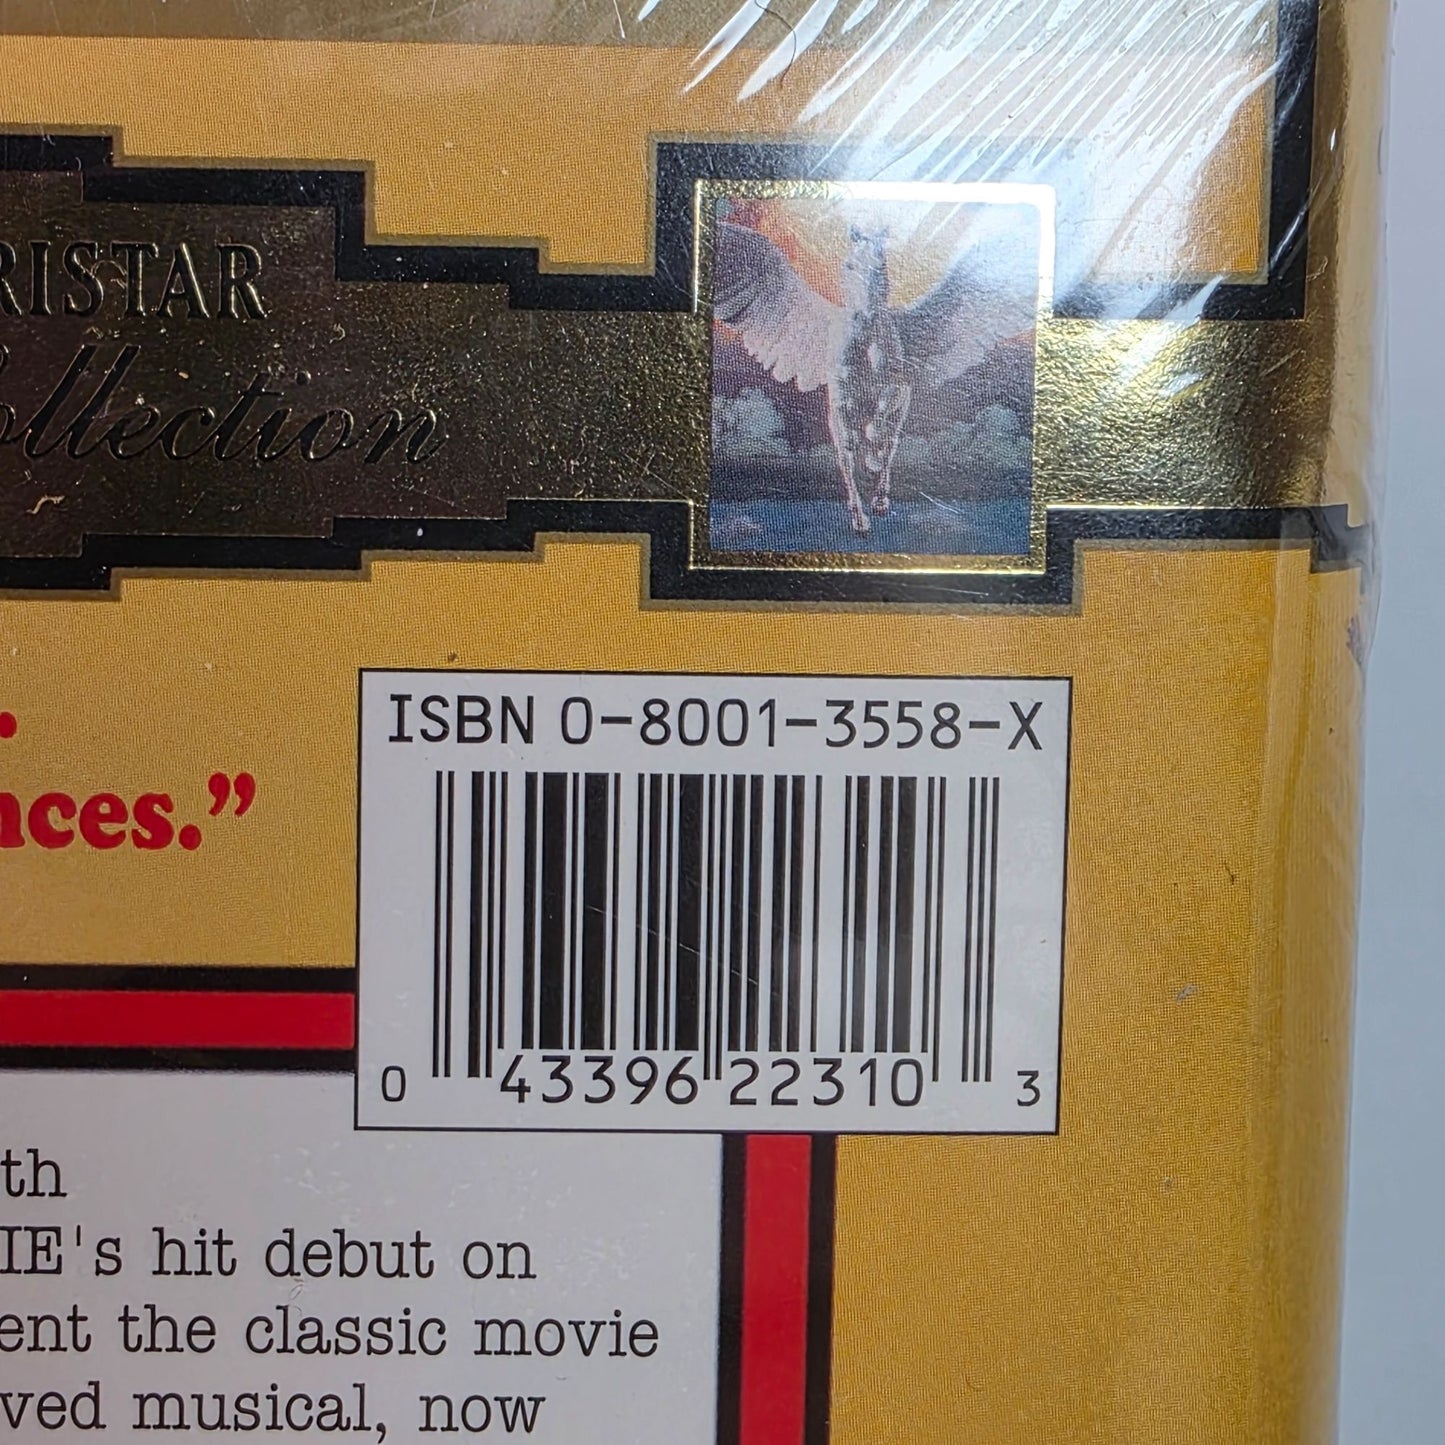 RISTAR
ollection
ISBN 0-8001-3558-X
nces.”
0 43396 22310 3
th
IE's hit debut on
ent the classic movie
ved musical, now